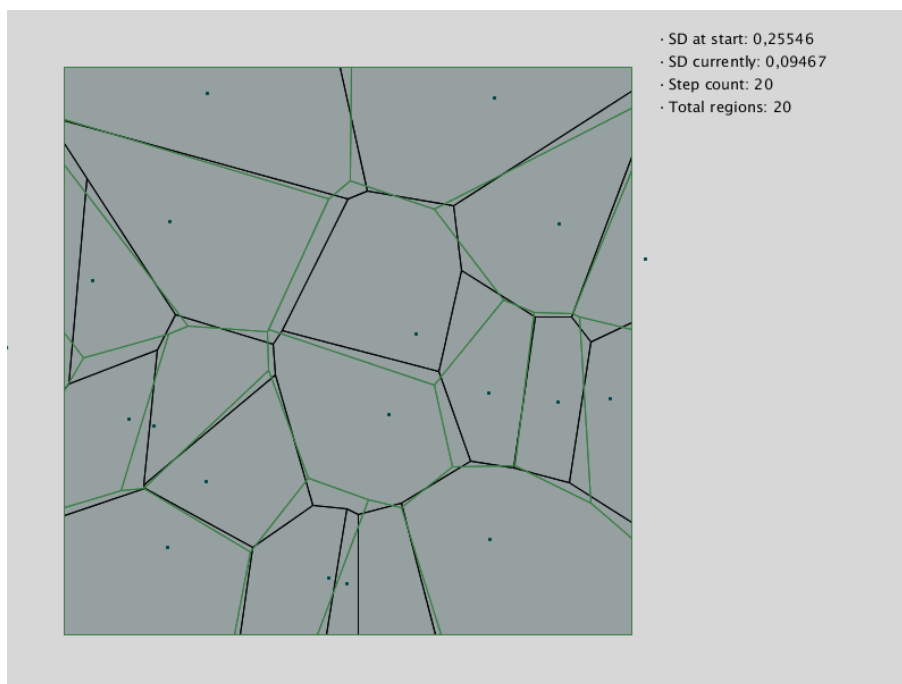 · SD at start: 0,25546
· SD currently: 0,09467
· Step count: 20
· Total regions: 20